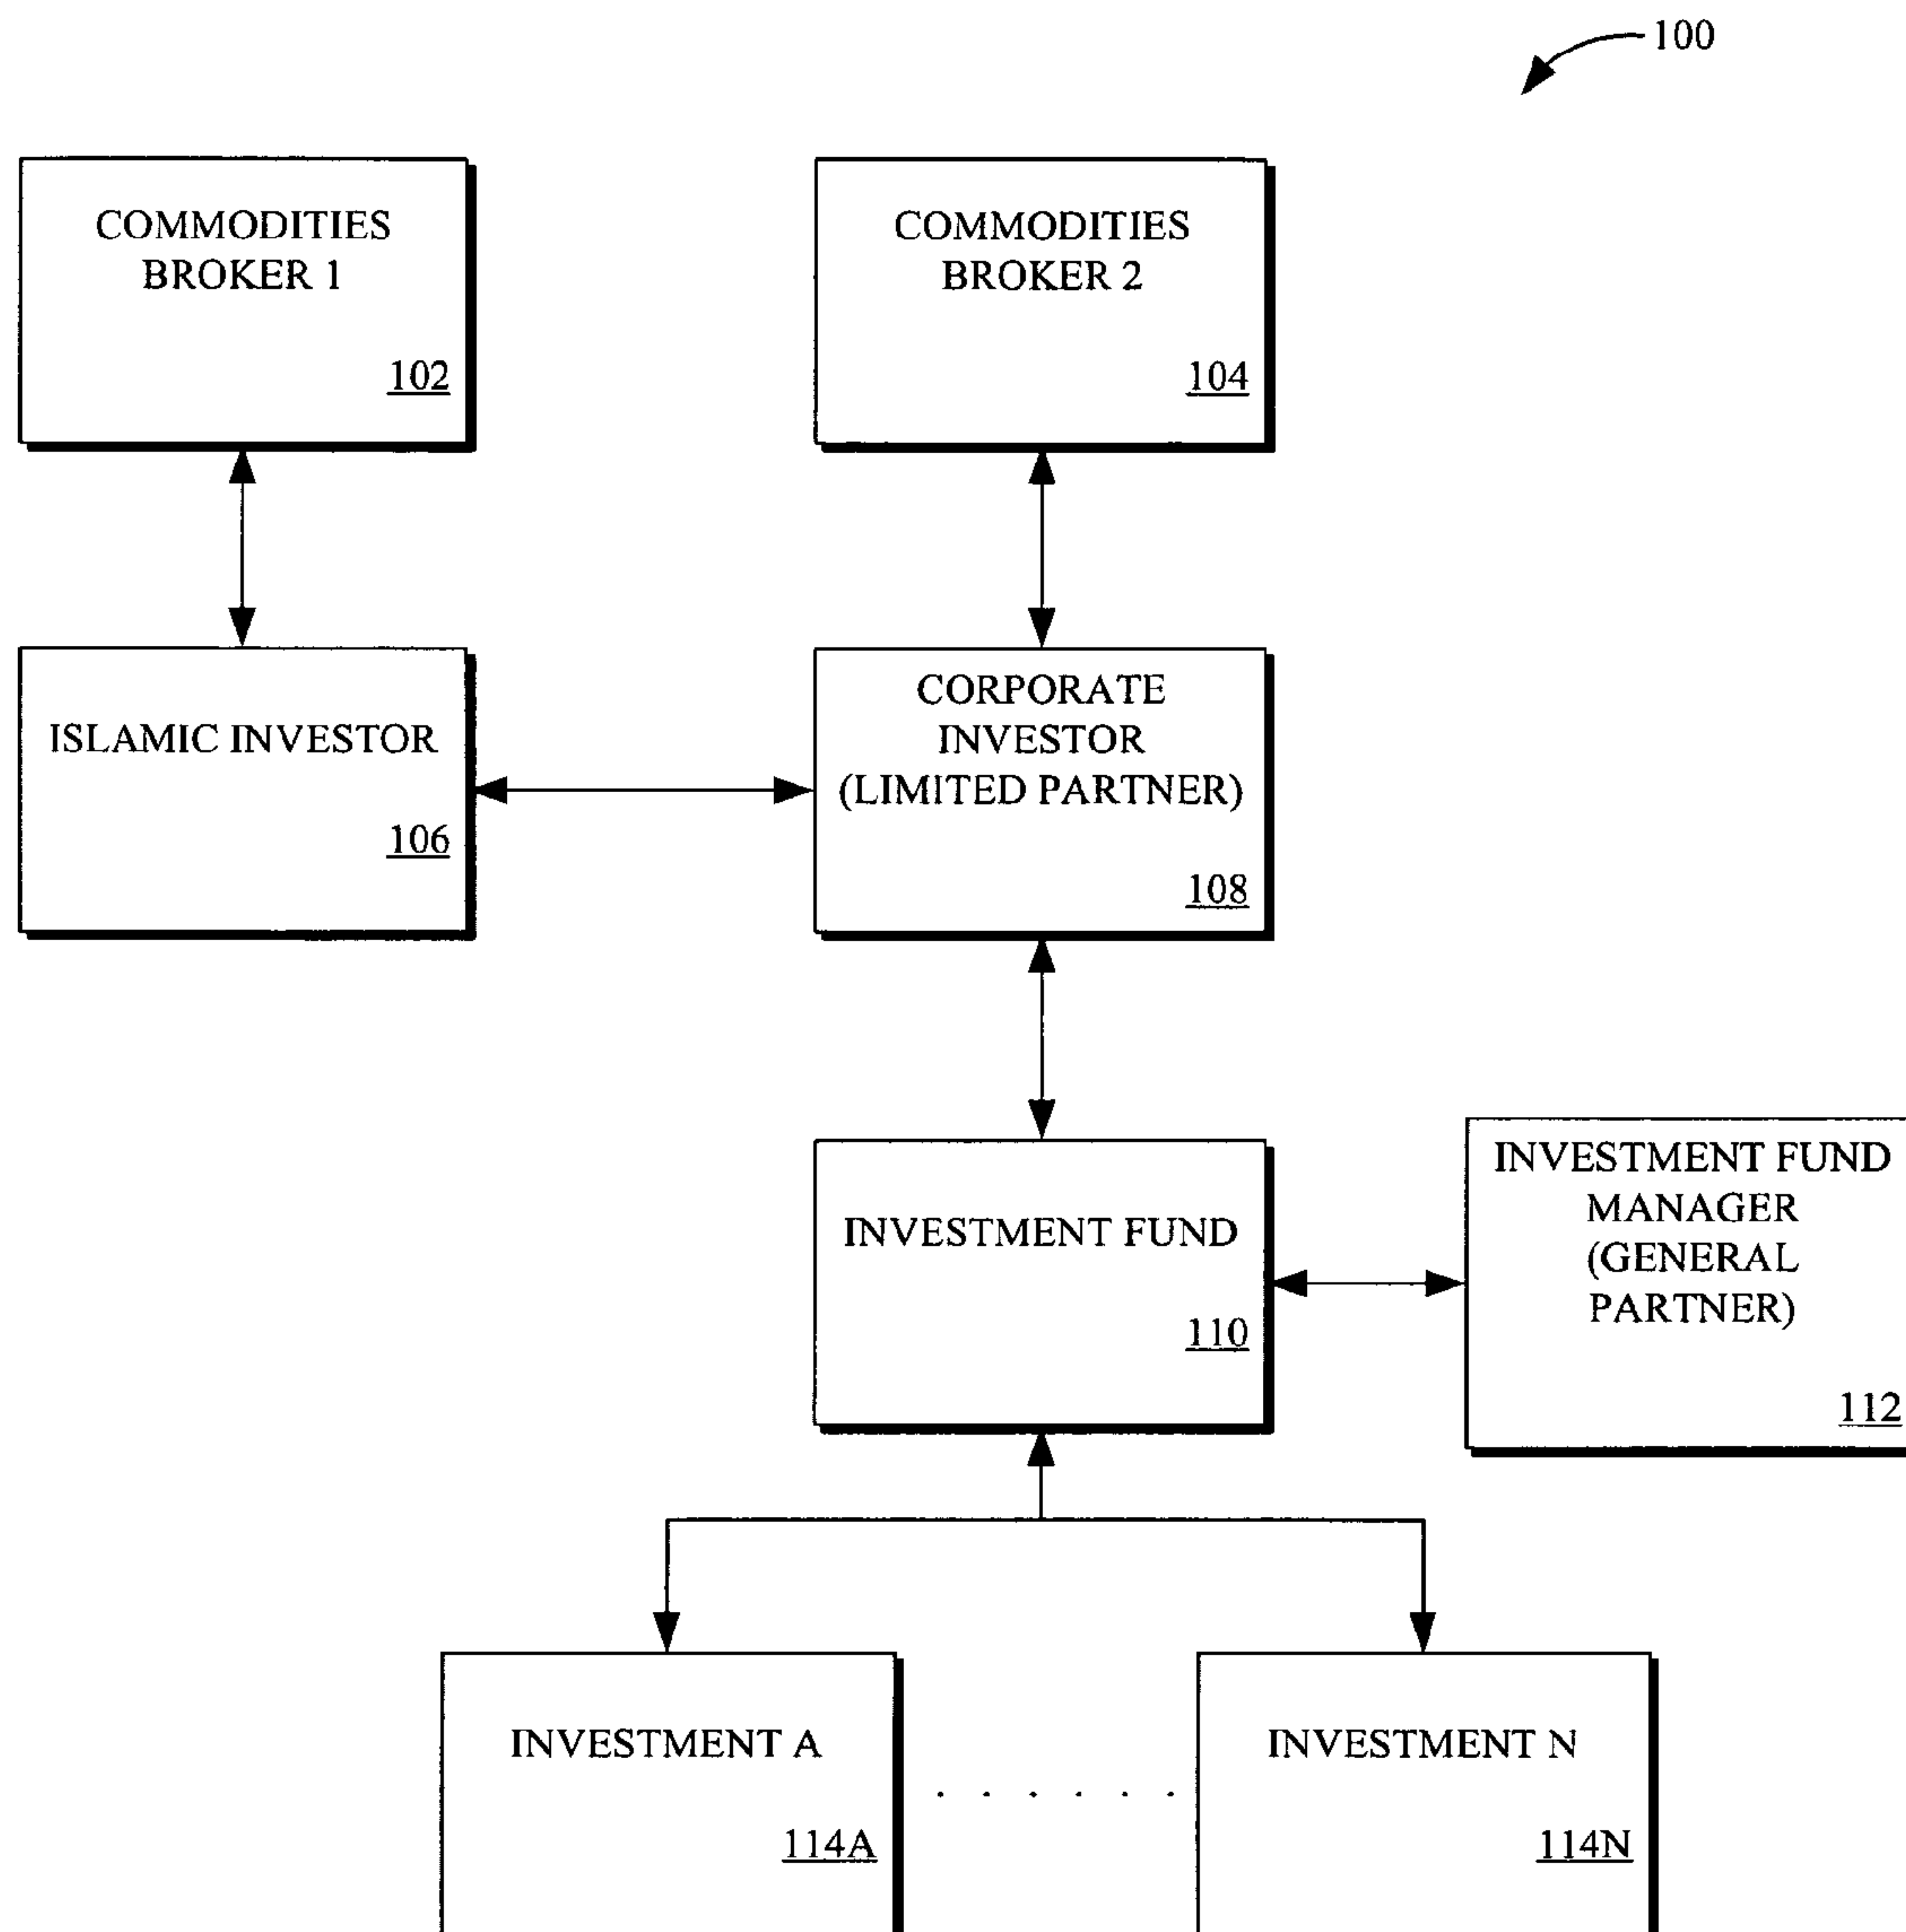 100
COMMODITIES
BROKER 1
102
COMMODITIES
BROKER 2
104
ISLAMIC INVESTOR
106
CORPORATE
INVESTOR
(LIMITED PARTNER)
108
INVESTMENT FUND
110
INVESTMENT FUND
MANAGER
(GENERAL
PARTNER)
112
INVESTMENT A
114A
. . . . . .
INVESTMENT N
114N